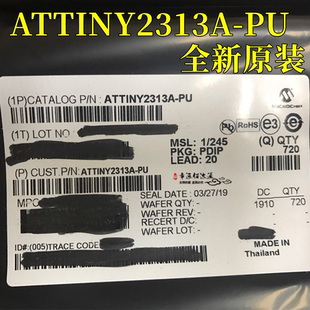 ATTINY2313A-PU
全新原装
(1P)CATALOG P/N: ATTINY2313A-PU
MICROCHIP
(1T) LOT NO
RoHS
e3
e
MSL: 1/245
PKG: PDIP
LEAD: 20
(Q) QTY
720
(P) CUST.P/N: ATTINY2313A-PU
MPO
SEAL DATE: 03/27/19
WAFER QTY: -
WAFER REV: -
RECERT D/C: -
WAFER LOT: -
DC QTY
1910 720
ID#:(005)TRACE CODE
MADE IN
Thailand